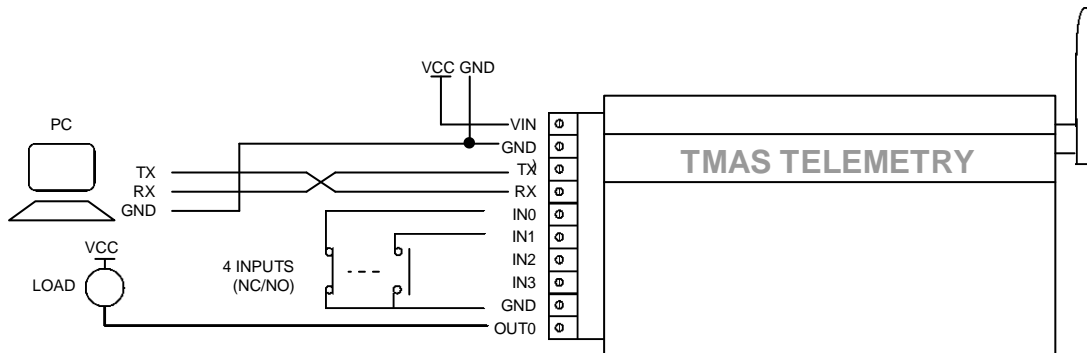 VCC GND
PC
VIN
GND
TX
RX
GND
TX
RX
IN0
IN1
IN2
IN3
GND
OUT0
TMAS TELEMETRY
4 INPUTS
(NC/NO)
VCC
LOAD